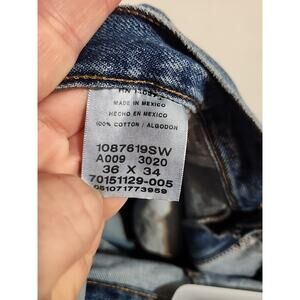 MADE IN MEXICO
HECHO EN MEXICO
100% COTTON / ALGODON
1087619SW
A009 3020
36 X 34
70151129-005
051071773959